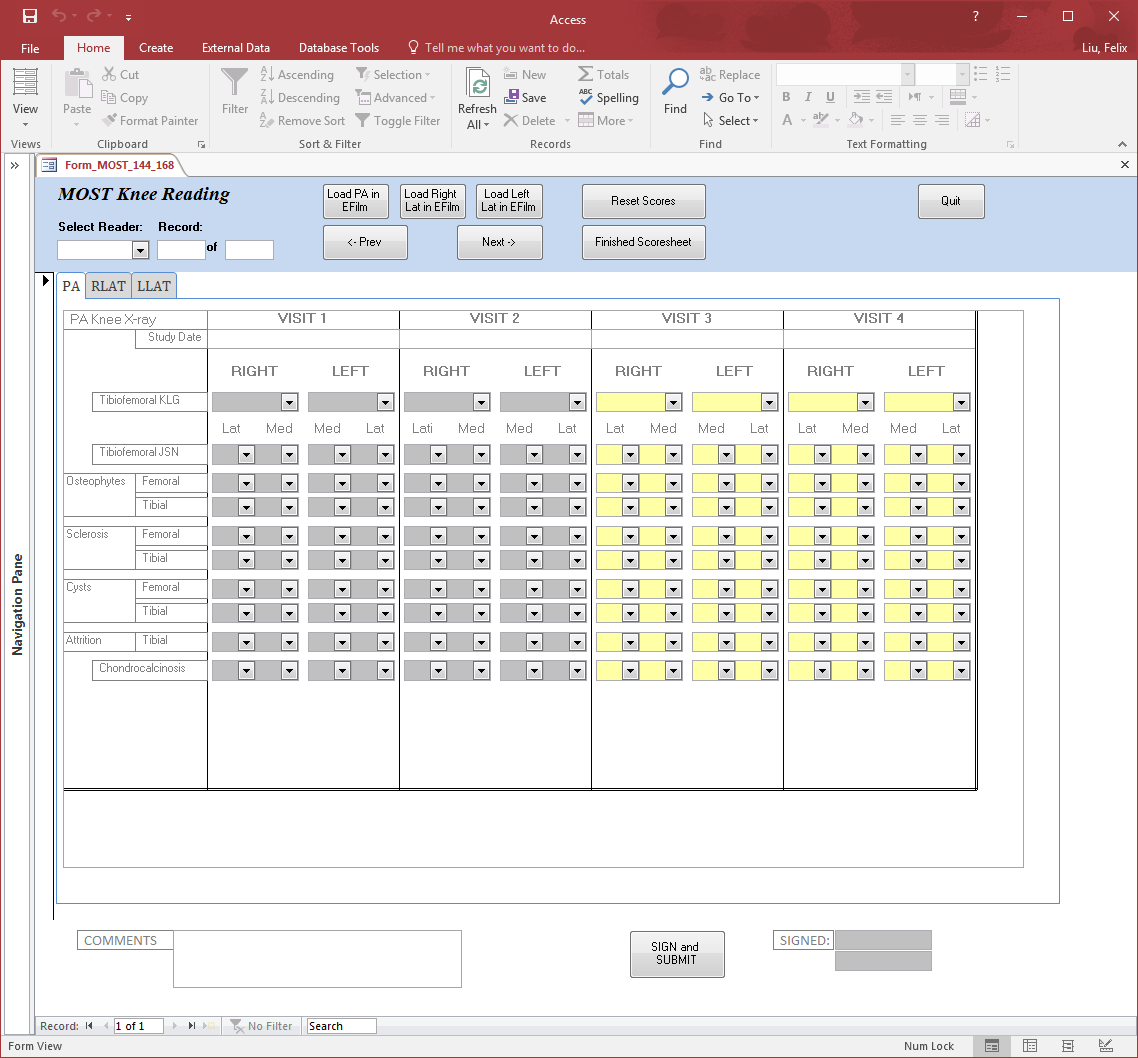 Access
?
File Home Create External Data Database Tools Tell me what you want to do... Liu, Felix
View
Views
Paste
Cut
Copy
Format Painter
Clipboard
Filter
Ascending
Descending
Remove Sort
Selection
Advanced
Toggle Filter
Sort & Filter
Refresh
All
New
Save
Delete
Totals
Spelling
More
Records
Find
Replace
Go To
Select
Find
B I U
A
Text Formatting
Form_MOST_144_168
Navigation Pane
MOST Knee Reading
Select Reader: Record:
of
Load PA in
EFilm
Load Right
Lat in EFilm
Load Left
Lat in EFilm
Reset Scores
Quit
<- Prev
Next ->
Finished Scoresheet
PA RLAT LLAT
PA Knee X-ray VISIT 1 VISIT 2 VISIT 3 VISIT 4
Study Date
RIGHT LEFT RIGHT LEFT RIGHT LEFT RIGHT LEFT
Tibiofemoral KLG
Lat Med Med Lat Lati Med Med Lat Lat Med Med Lat Lat Med Med Lat
Tibiofemoral JSN
Osteophytes Femoral
Tibial
Sclerosis Femoral
Tibial
Cysts Femoral
Tibial
Attrition Tibial
Chondrocalcinosis
COMMENTS
SIGN and
SUBMIT
SIGNED:
Record: 1 of 1 No Filter Search
Form View Num Lock